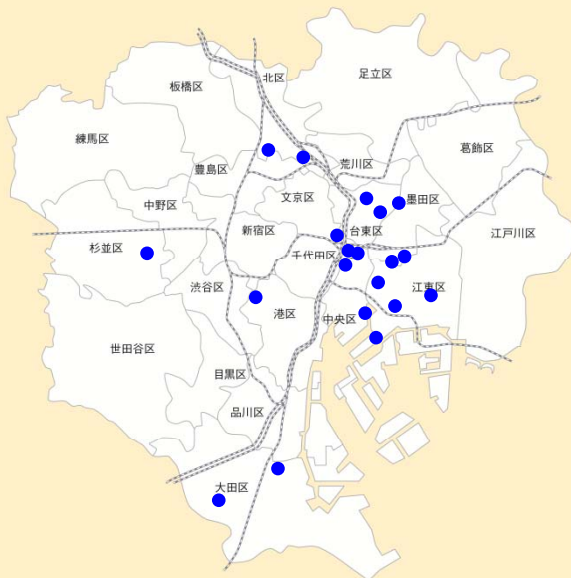 足立区
北区
板橋区
練馬区
葛飾区
荒川区
豊島区
文京区
墨田区
中野区
新宿区
台東区
江戸川区
杉並区
千代田区
渋谷区
江東区
港区
中央区
世田谷区
目黒区
品川区
大田区